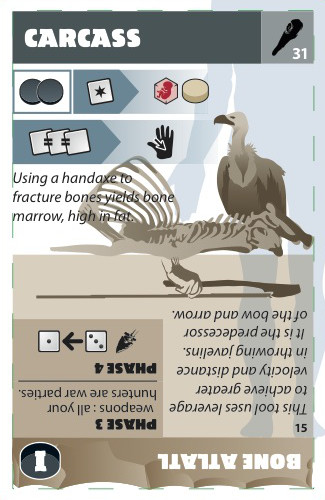 CARCASS
31
Using a handaxe to
fracture bones yields bone
marrow, high in fat.
BONE ATLATL
I
15
This tool uses leverage
to achieve greater
velocity and distance
in throwing javelins.
It is the predecessor
of the bow and arrow.
PHASE 3
weapons: all your
hunters are war parties.
PHASE 4